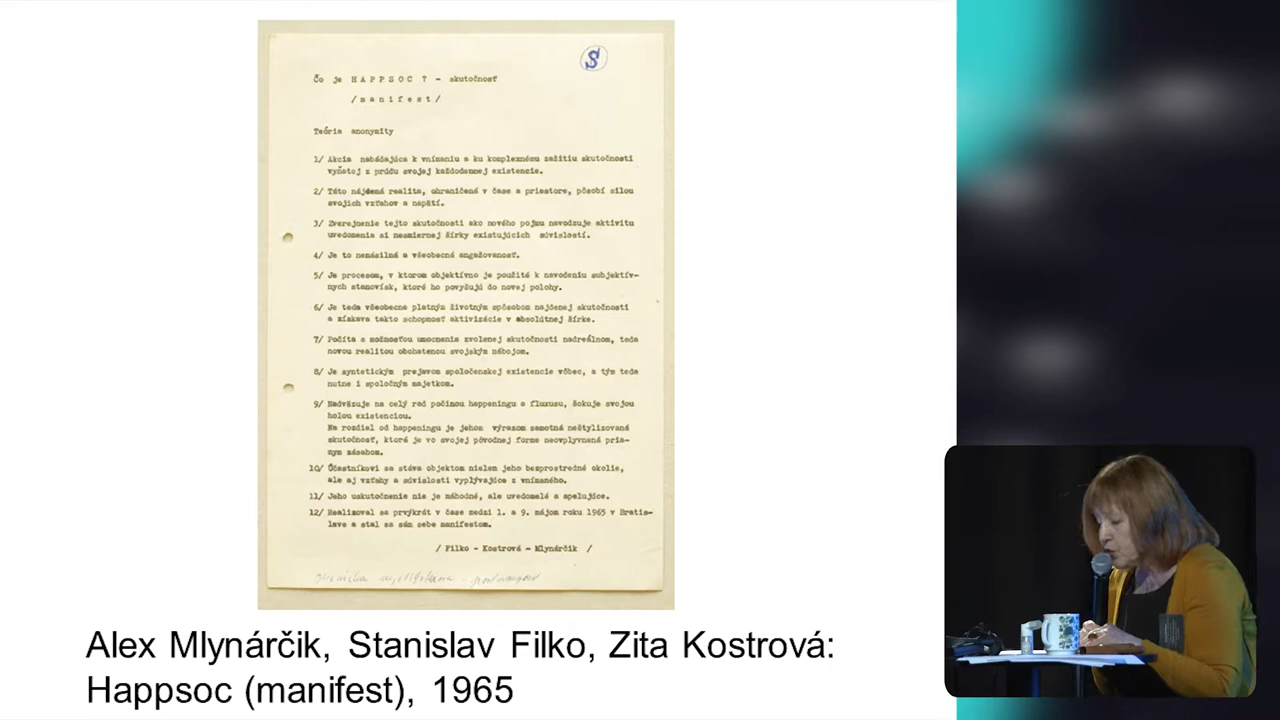 S
Čo je HAPPSOC ? - skutočnosť
/manifest/
Teória anonymity
1/ Akcia nabádajúca k vnímaniu a ku komplexnému zažitiu skutočnosti
vyňatej z prúdu svojej každodennej existencie.
2/ Táto nájdená realita, ohraničená v čase a priestore, pôsobí silou
svojich vzťahov a napätí.
3/ Zverejnenie tejto skutočnosti ako nového pojmu navodzuje aktivitu
uvedomenia si nesmiernej šírky existujúcich súvislostí.
4/ Je to nenásilná a všeobecná angažovanosť.
5/ Je procesom, v ktorom objektívno je použité k navodeniu subjektív-
nych stanovísk, ktoré ho povyšujú do novej polohy.
6/ Je teda všeobecne platným životným spôsobom najdenej skutočnosti
a získava takto schopnosť aktivizácie v absolútnej šírke.
7/ Počíta s možnosťou umocnenia zvolenej skutočnosti nadreálnom, teda
novou realitou obohatenou svojským nábojom.
8/ Je syntetickým prejavom spoločenskej existencie vôbec, a tým teda
nutne i spoločným majetkom.
9/ Nadväzuje na celý rad počinov happeningu a fluxusu, šokuje svojou
holou existenciou.
Na rozdiel od happeningu je jehom výrazom samotná neštylizovaná
skutočnosť, ktorá je vo svojej pôvodnej forme neovplyvnená pria-
mym zásahom.
10/ Účastníkovi sa stáva objektom nielen jeho bezprostredné okolie,
ale aj vzťahy a súvislosti vyplývajúce z vnímaného.
11/ Jeho uskutočnenie nie je náhodné, ale uvedomelé a apelujúce.
12/ Realizoval sa prvýkrát v čase medzi 1. a 9. májom roku 1965 v Bratis-
lave a stal sa sám sebe manifestom.
/ Filko - Kostrová - Mlynárčik /
Alex Mlynárčik, Stanislav Filko, Zita Kostrová:
Happsoc (manifest), 1965